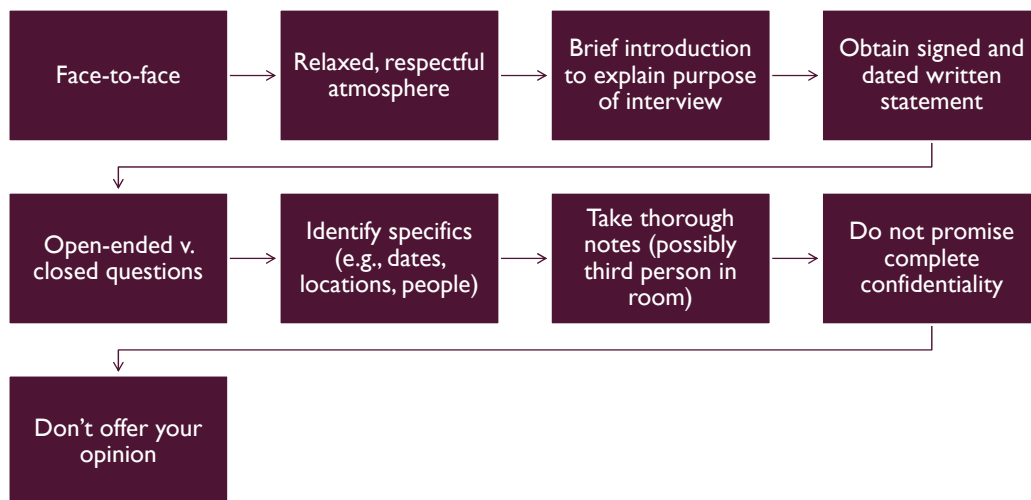 Face-to-face
Relaxed, respectful
atmosphere
Brief introduction
to explain purpose
of interview
Obtain signed and
dated written
statement
Open-ended v.
closed questions
Identify specifics
(e.g., dates,
locations, people)
Take thorough
notes (possibly
third person in
room)
Do not promise
complete
confidentiality
Don’t offer your
opinion